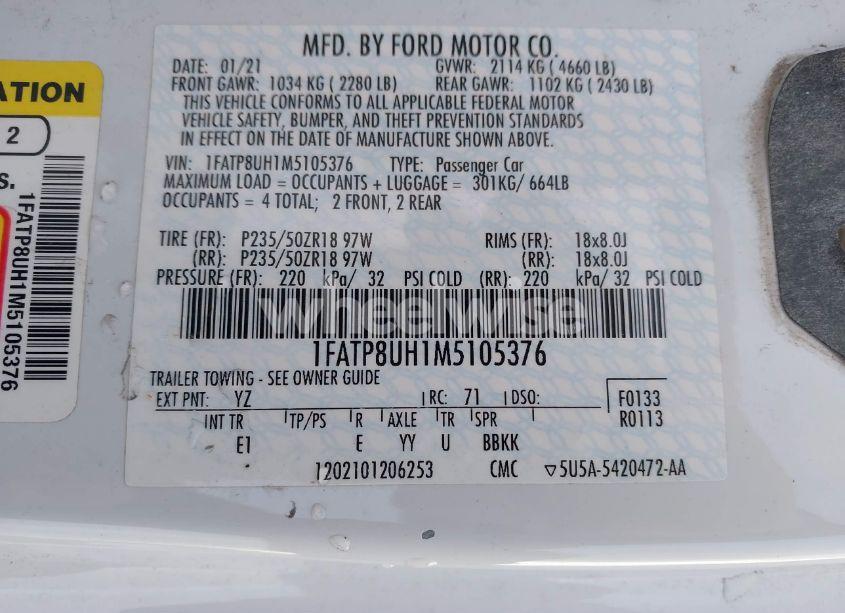 MFD. BY FORD MOTOR CO.
DATE: 01/21 GVWR: 2114 KG ( 4660 LB)
FRONT GAWR: 1034 KG ( 2280 LB) REAR GAWR: 1102 KG ( 2430 LB)
THIS VEHICLE CONFORMS TO ALL APPLICABLE FEDERAL MOTOR
VEHICLE SAFETY, BUMPER, AND THEFT PREVENTION STANDARDS
IN EFFECT ON THE DATE OF MANUFACTURE SHOWN ABOVE.
VIN: 1FATP8UH1M5105376 TYPE: Passenger Car
MAXIMUM LOAD = OCCUPANTS + LUGGAGE = 301KG/ 664LB
OCCUPANTS = 4 TOTAL; 2 FRONT, 2 REAR
TIRE (FR): P235/50ZR18 97W RIMS (FR): 18x8.0J
(RR): P235/50ZR18 97W (RR): 18x8.0J
PRESSURE (FR): 220 kPa/ 32 PSI COLD (RR): 220 kPa/ 32 PSI COLD
wheelwise
1FATP8UH1M5105376
TRAILER TOWING - SEE OWNER GUIDE
EXT PNT: YZ RC: 71 DSO: F0133
INT TR TP/PS R AXLE TR SPR R0113
E1 E YY U BBKK
1202101206253 CMC ▽5U5A-5420472-AA
ATION
2
S.
1FATP8UH1M5105376